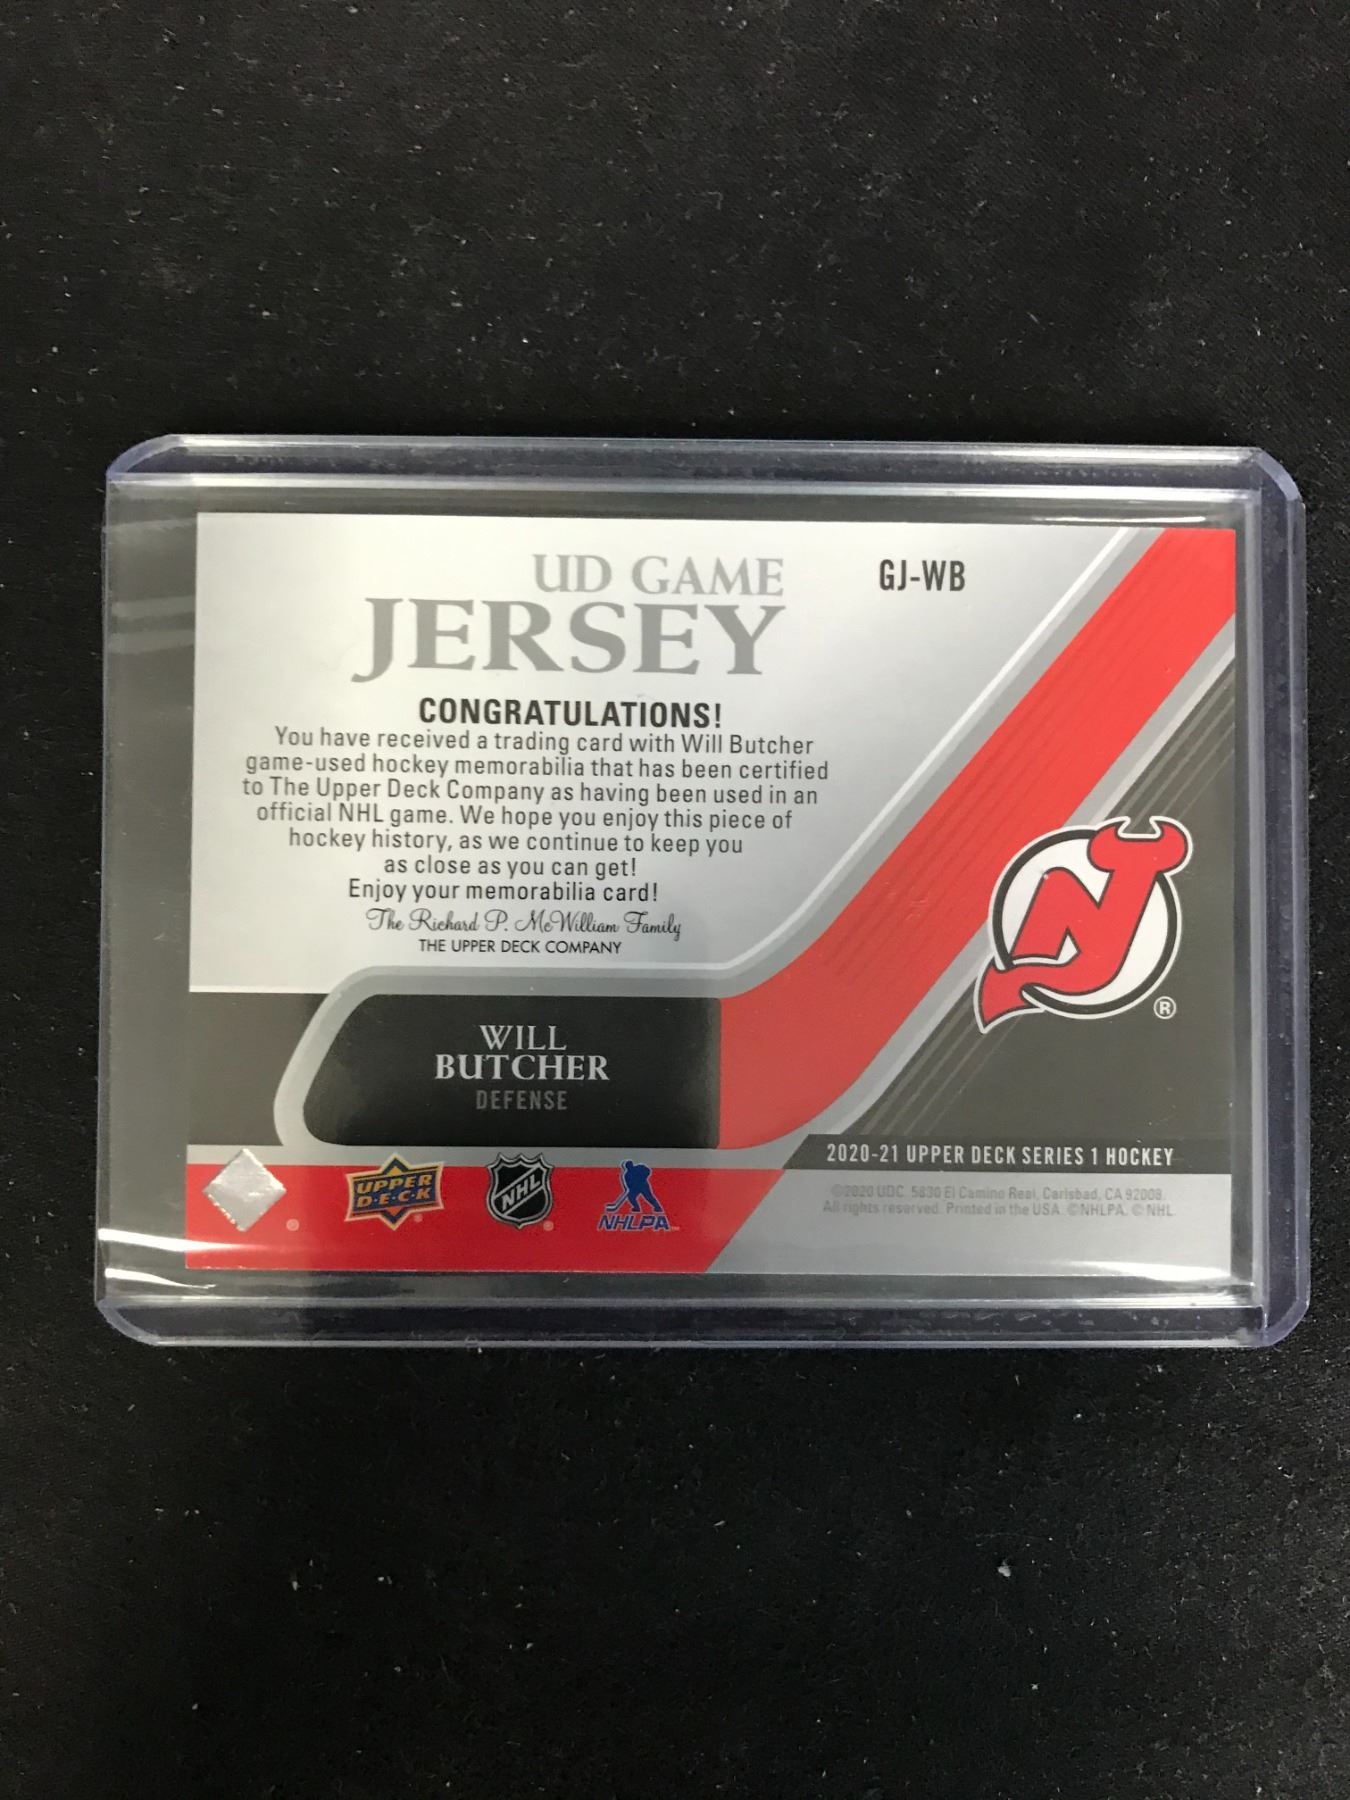 UD GAME
JERSEY
GJ-WB
CONGRATULATIONS!
You have received a trading card with Will Butcher
game-used hockey memorabilia that has been certified
to The Upper Deck Company as having been used in an
official NHL game. We hope you enjoy this piece of
hockey history, as we continue to keep you
as close as you can get!
Enjoy your memorabilia card!
The Richard P. McWilliam Family
THE UPPER DECK COMPANY
NJ
®
WILL
BUTCHER
DEFENSE
2020-21 UPPER DECK SERIES 1 HOCKEY
UPPER
D·E·C·K
®
NHL
®
NHLPA
™
®
©2020 UDC. 5830 El Camino Real, Carlsbad, CA 92008.
All rights reserved. Printed in the USA. ©NHLPA. © NHL